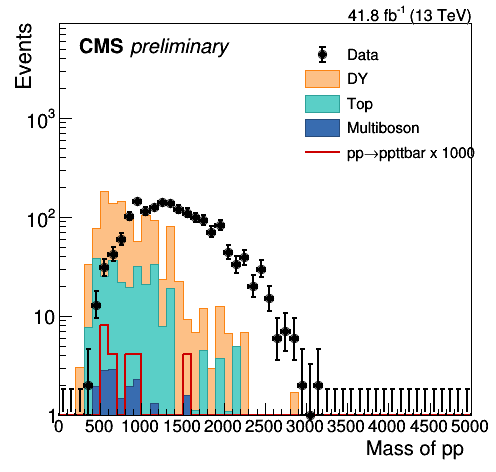 41.8 fb⁻¹ (13 TeV)
CMS preliminary
Events
Data
DY
Top
Multiboson
pp→ppttbar x 1000
10³
10²
10
1
0 500 1000 1500 2000 2500 3000 3500 4000 4500 5000
Mass of pp